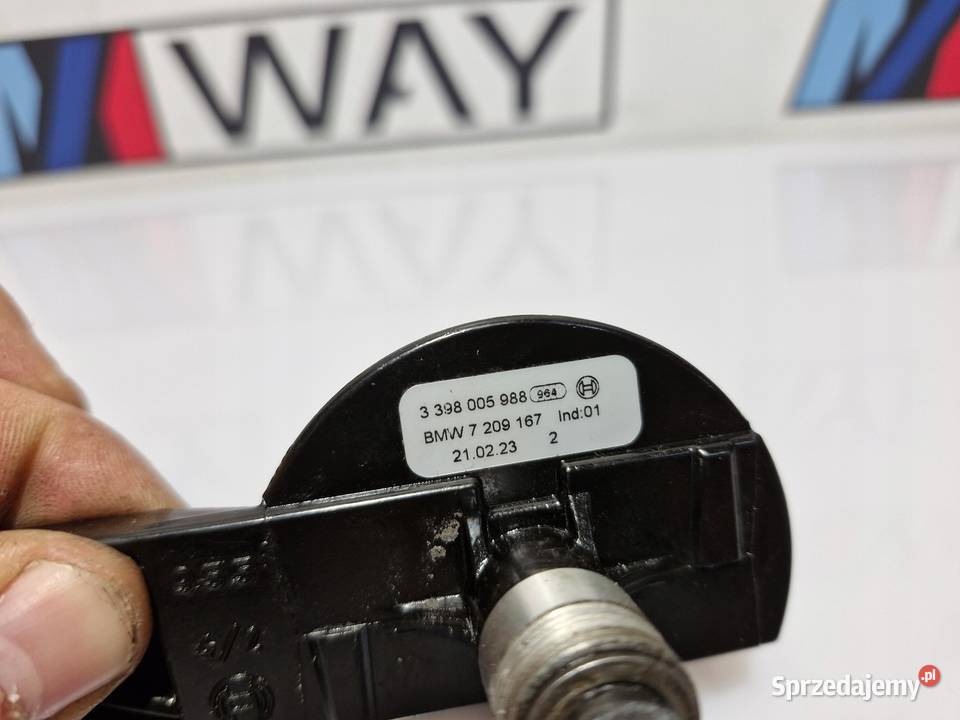 WAY
3 398 005 988 964
BMW 7 209 167 Ind:01
21.02.23 2
Sprzedajemy.pl